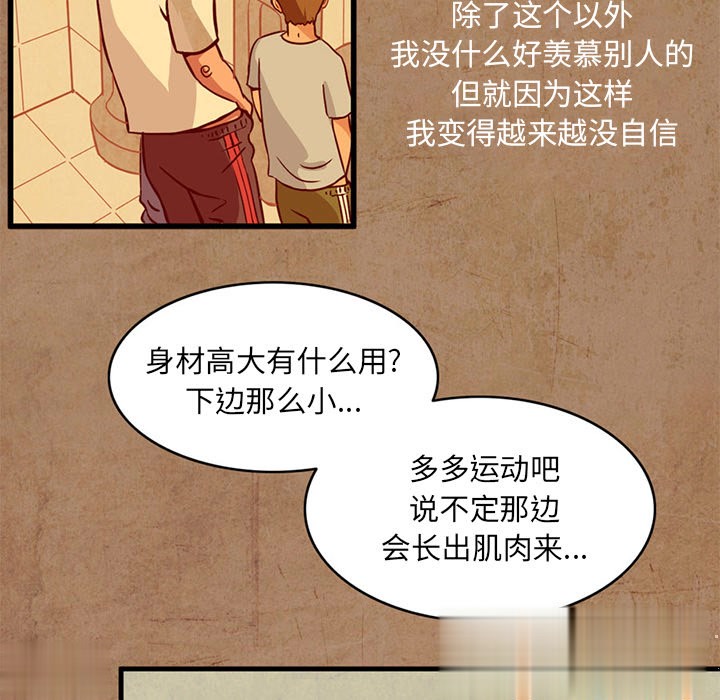 除了这个以外
我没什么好羡慕别人的
但就因为这样
我变得越来越没自信
身材高大有什么用?
下边那么小...
多多运动吧
说不定那边
会长出肌肉来...